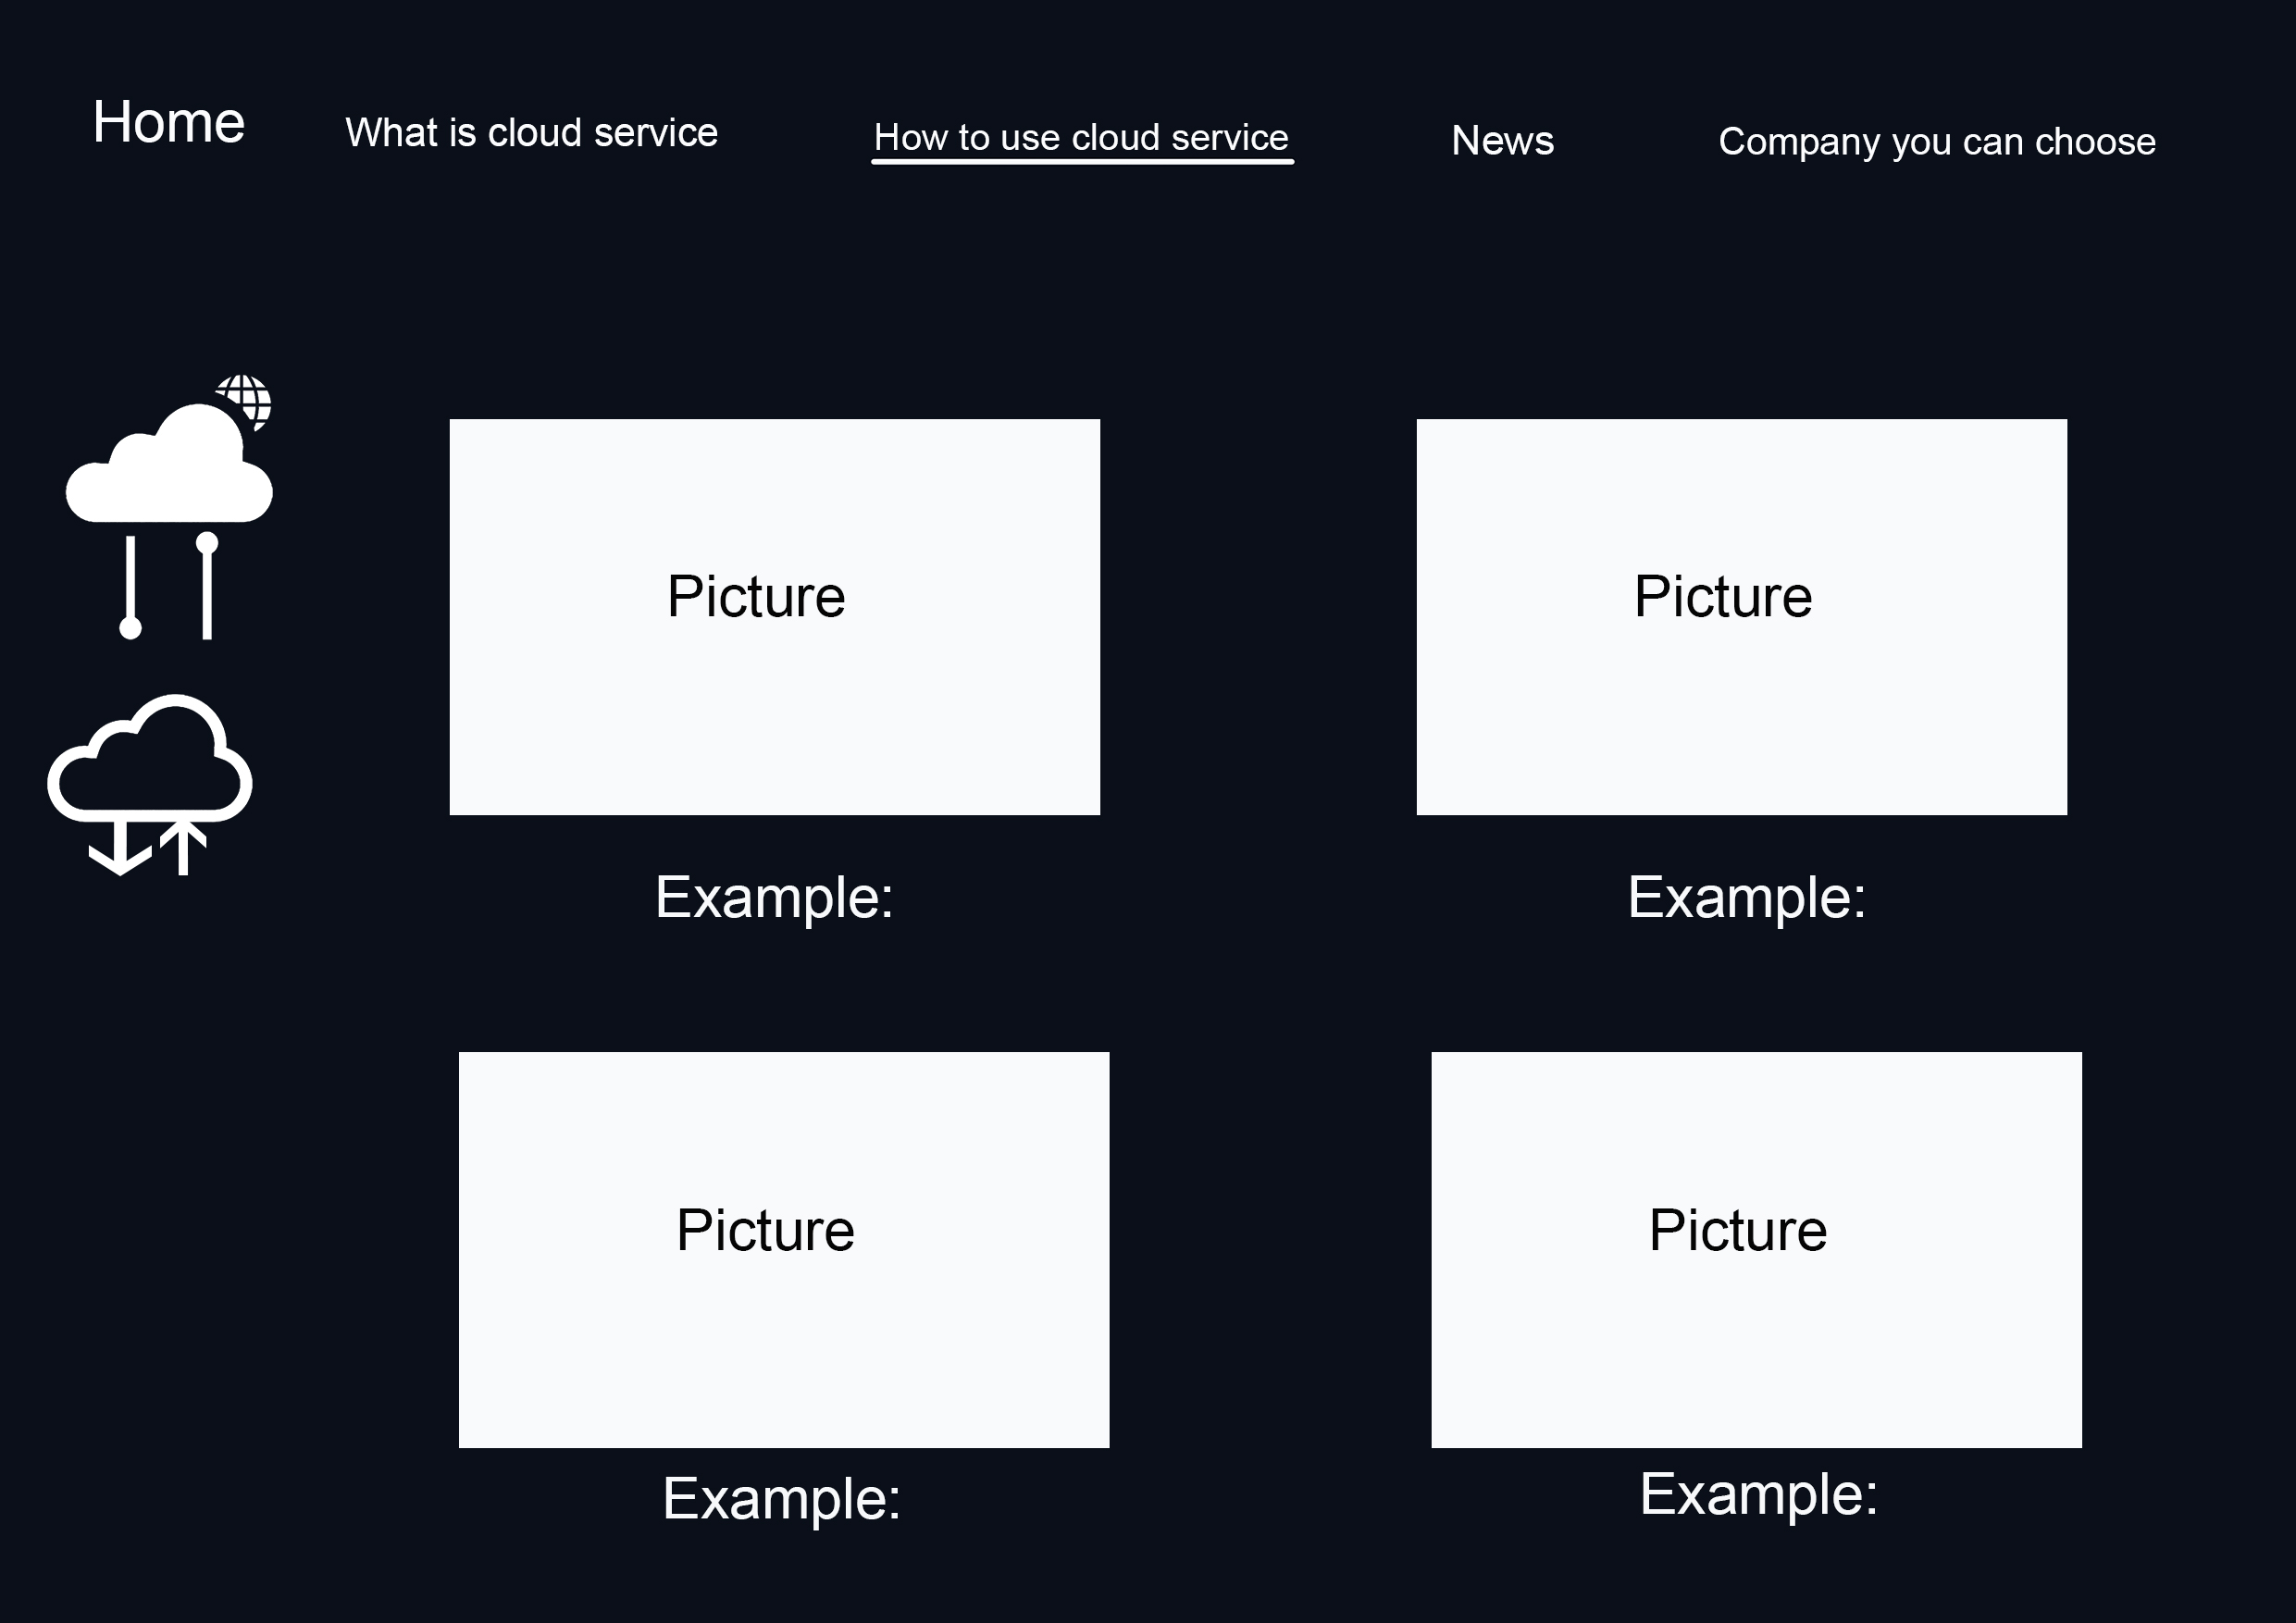 Home
What is cloud service
How to use cloud service
News
Company you can choose
Picture
Picture
Example:
Example:
Picture
Picture
Example:
Example: